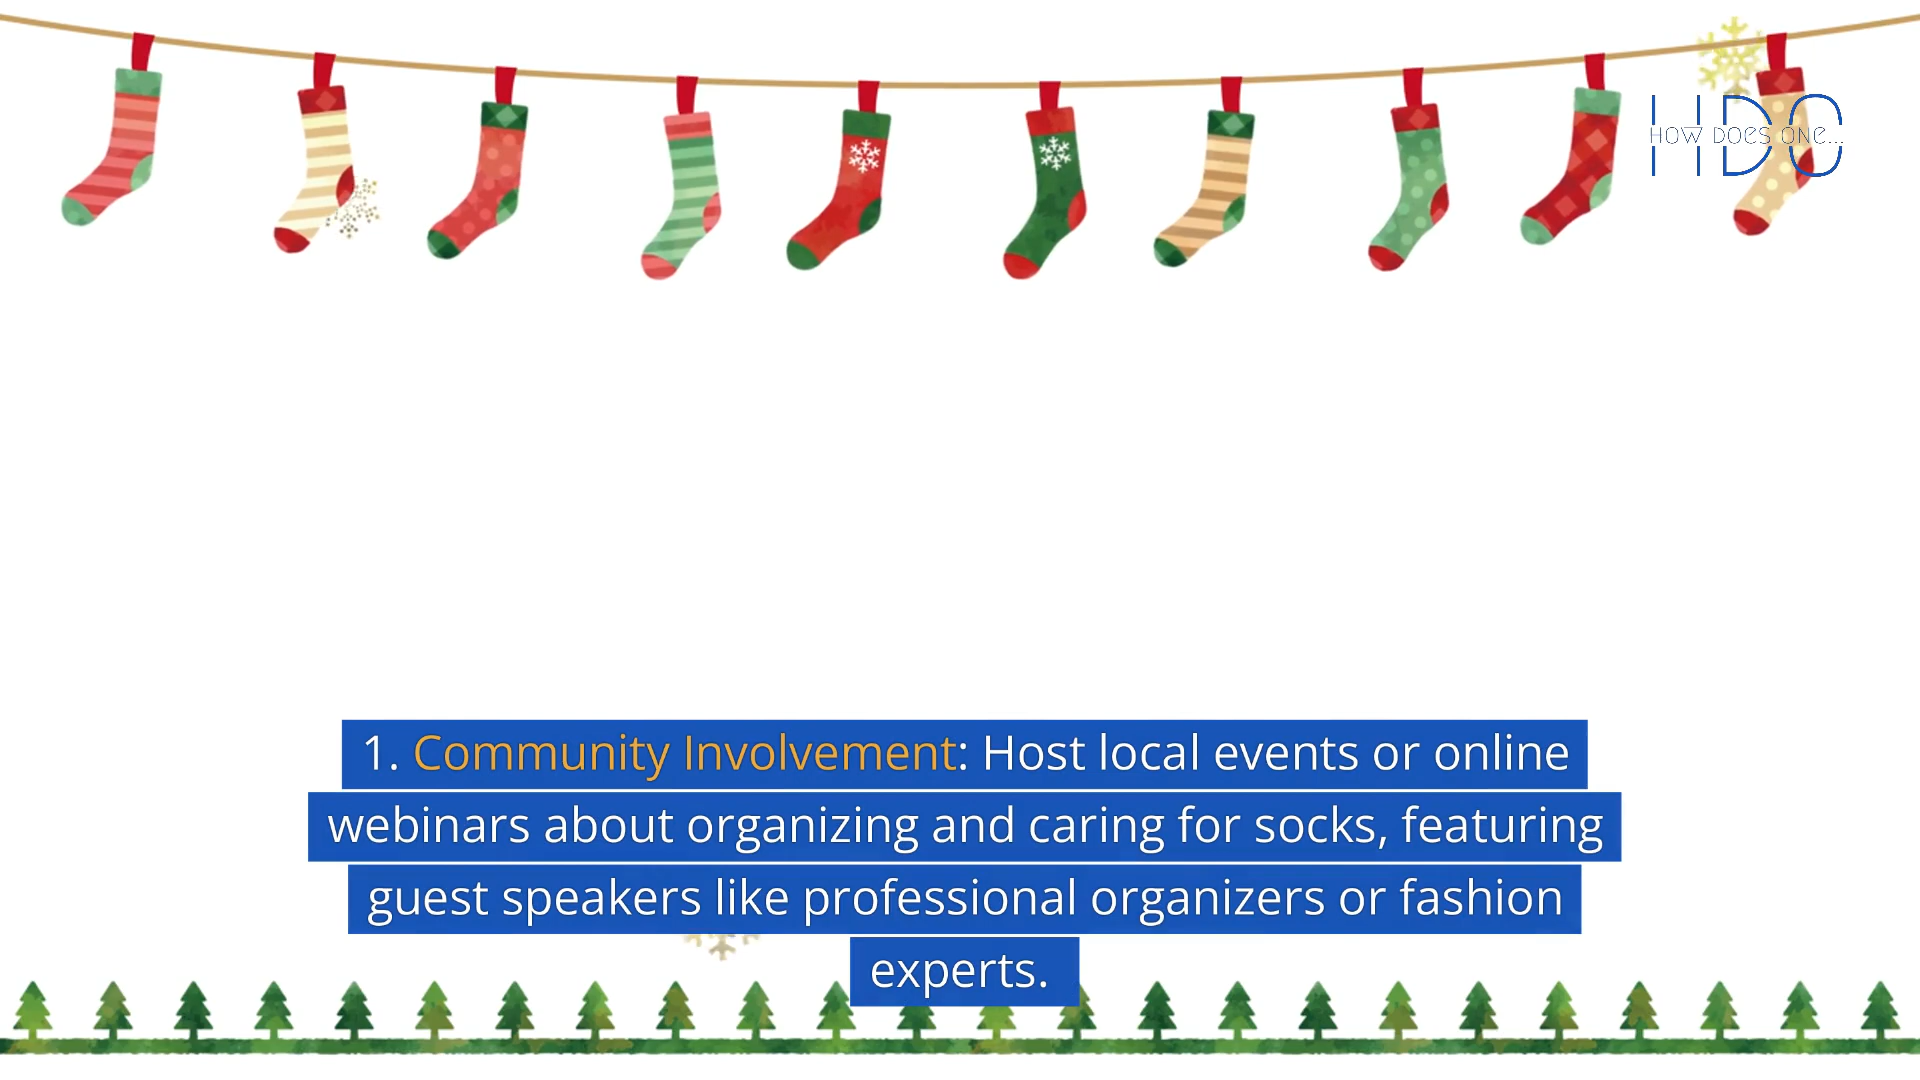 HDO
HOW DOES ONE...
1. Community Involvement: Host local events or online
webinars about organizing and caring for socks, featuring
guest speakers like professional organizers or fashion
experts.